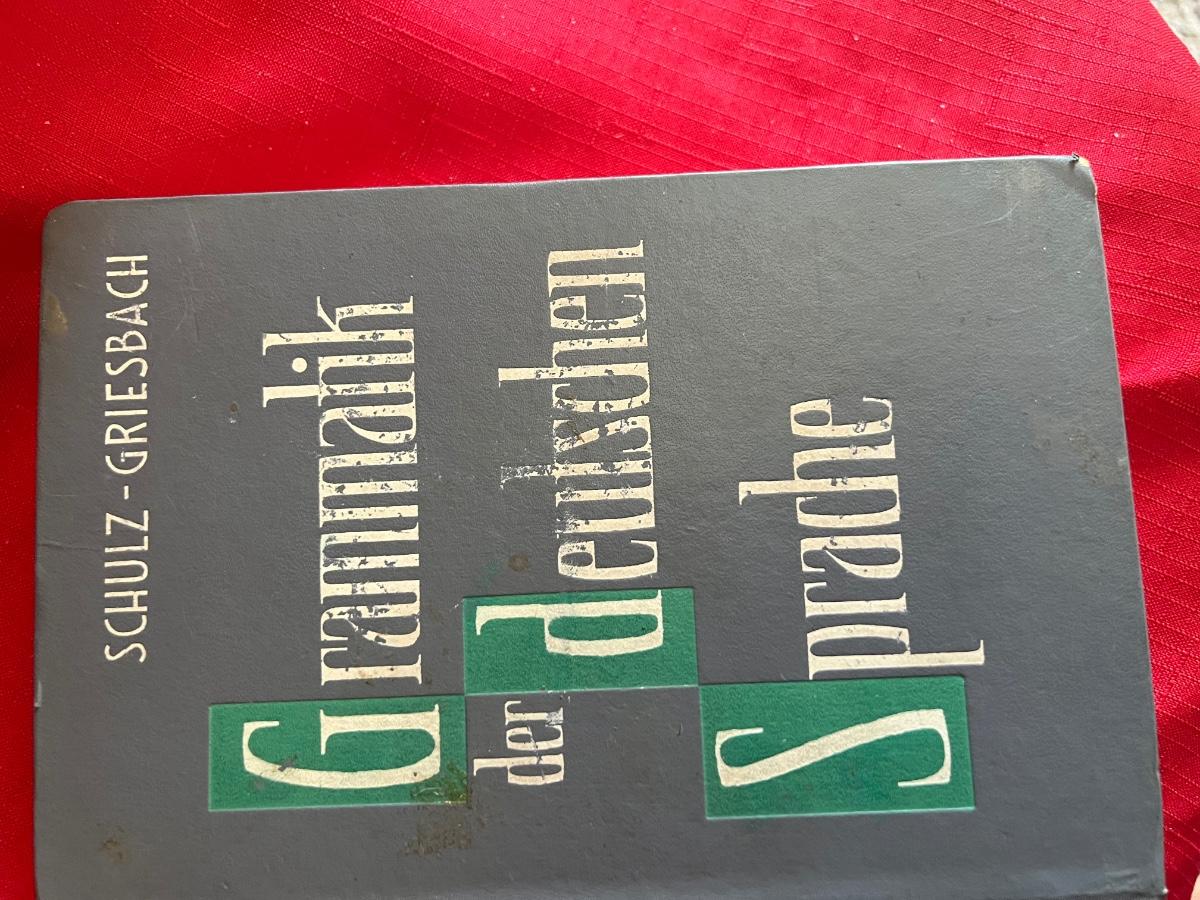 SCHULZ-GRIESBACH
Grammatik
der deutschen
Sprache